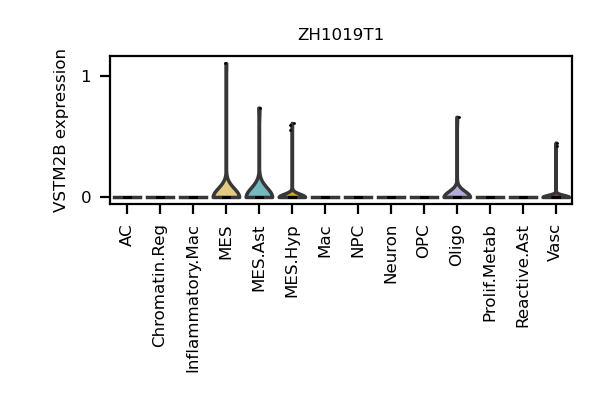 ZH1019T1
VSTM2B expression
1
0
AC
Chromatin.Reg
Inflammatory.Mac
MES
MES.Ast
MES.Hyp
Mac
NPC
Neuron
OPC
Oligo
Prolif.Metab
Reactive.Ast
Vasc